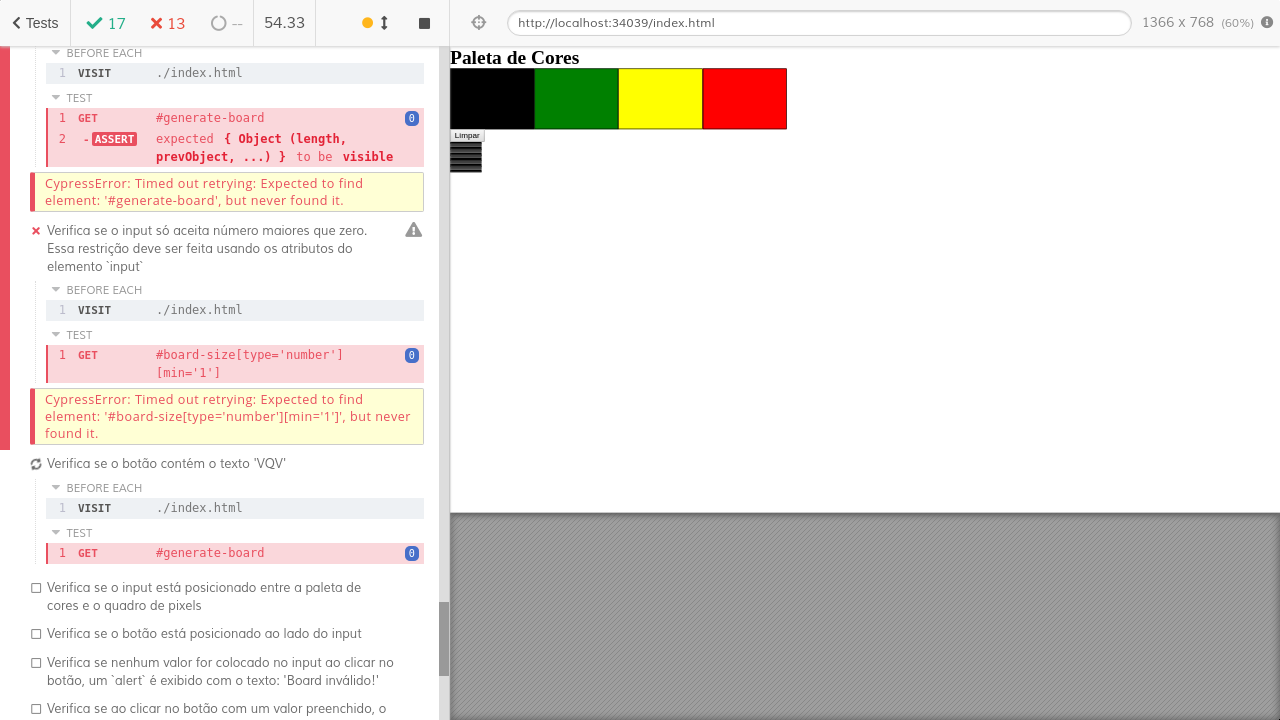 Tests
17
13
--
54.33
http://localhost:34039/index.html
1366 x 768 (60%)
BEFORE EACH
1 VISIT ./index.html
TEST
1 GET #generate-board 0
2 -ASSERT expected { Object (length,
prevObject, ...) } to be visible
CypressError: Timed out retrying: Expected to find
element: '#generate-board', but never found it.
Verifica se o input só aceita número maiores que zero.
Essa restrição deve ser feita usando os atributos do
elemento `input`
BEFORE EACH
1 VISIT ./index.html
TEST
1 GET #board-size[type='number'] 0
[min='1']
CypressError: Timed out retrying: Expected to find
element: '#board-size[type='number'][min='1']', but never
found it.
Verifica se o botão contém o texto 'VQV'
BEFORE EACH
1 VISIT ./index.html
TEST
1 GET #generate-board 0
Verifica se o input está posicionado entre a paleta de
cores e o quadro de pixels
Verifica se o botão está posicionado ao lado do input
Verifica se nenhum valor for colocado no input ao clicar no
botão, um `alert` é exibido com o texto: 'Board inválido!'
Verifica se ao clicar no botão com um valor preenchido, o
Paleta de Cores
Limpar